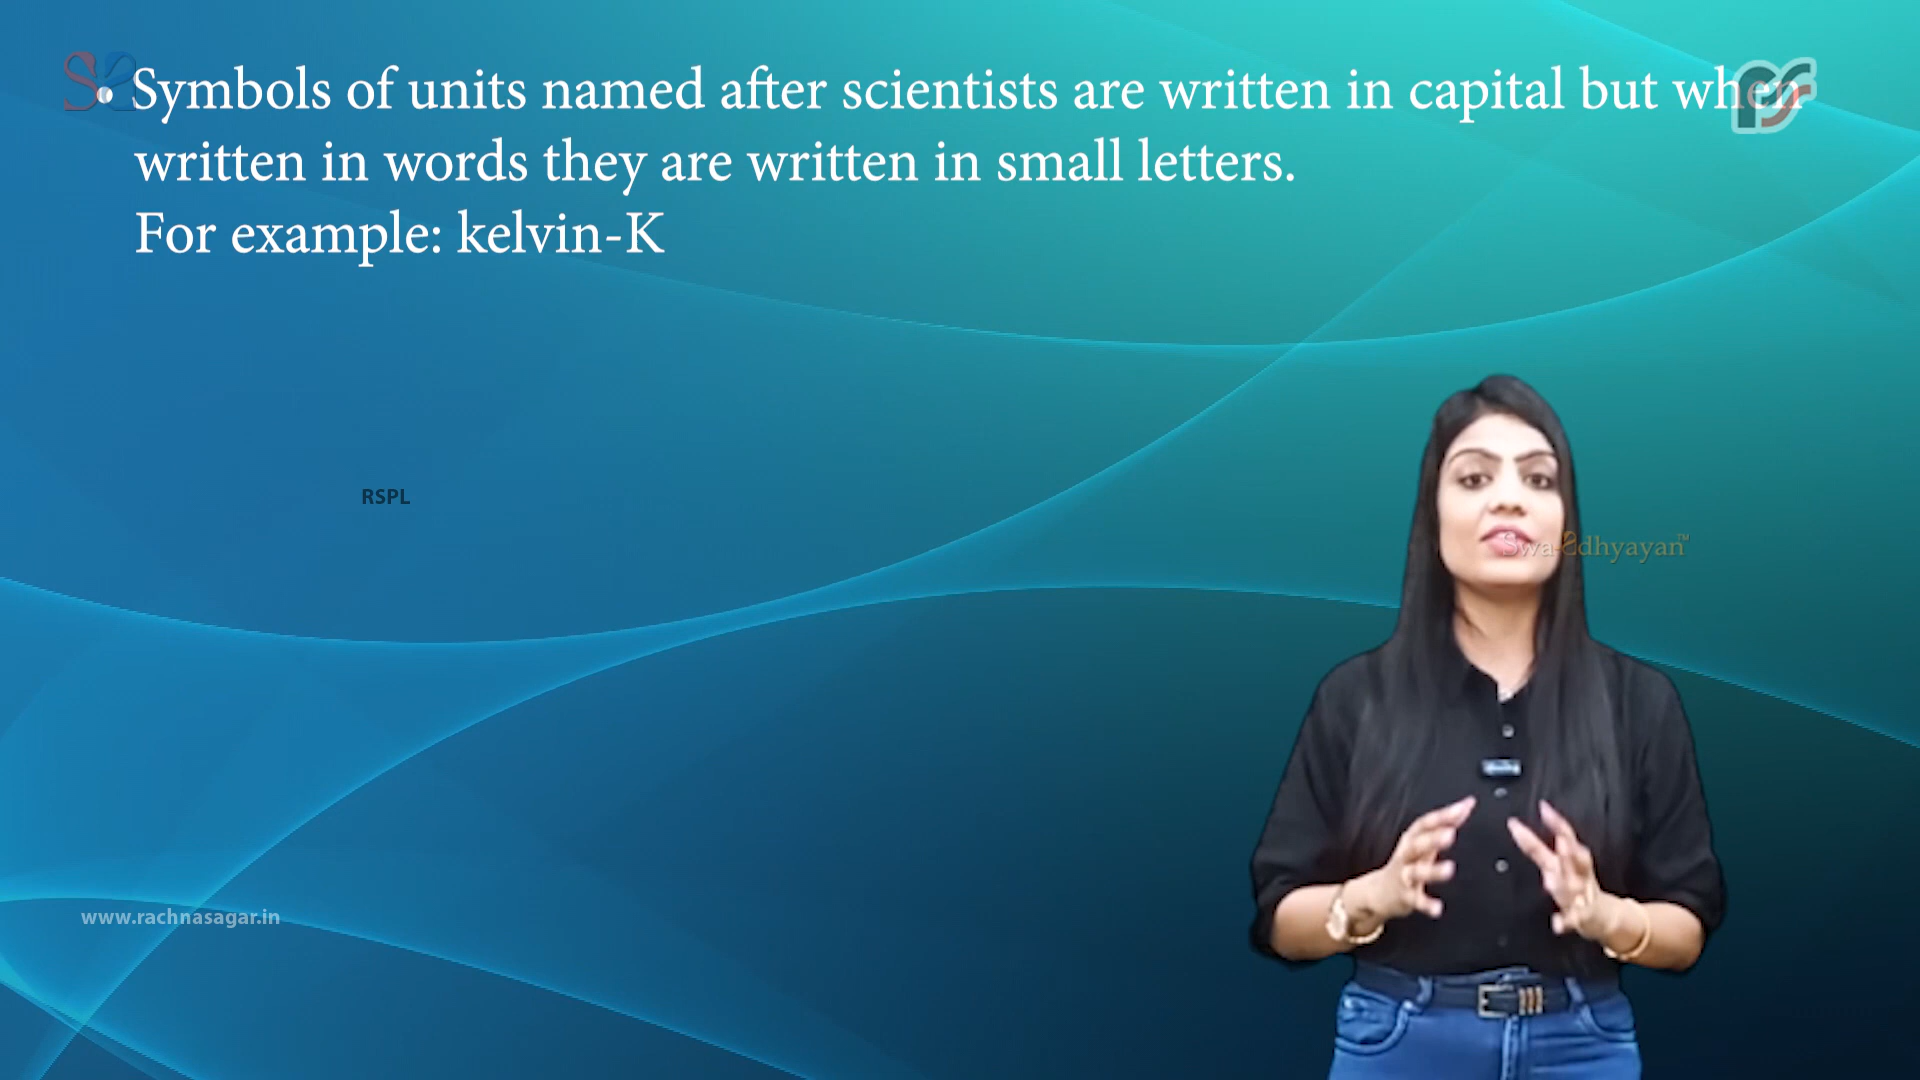 • Symbols of units named after scientists are written in capital but when
written in words they are written in small letters.
For example: kelvin-K
RSPL
Swa-adhyayan™
www.rachnasagar.in